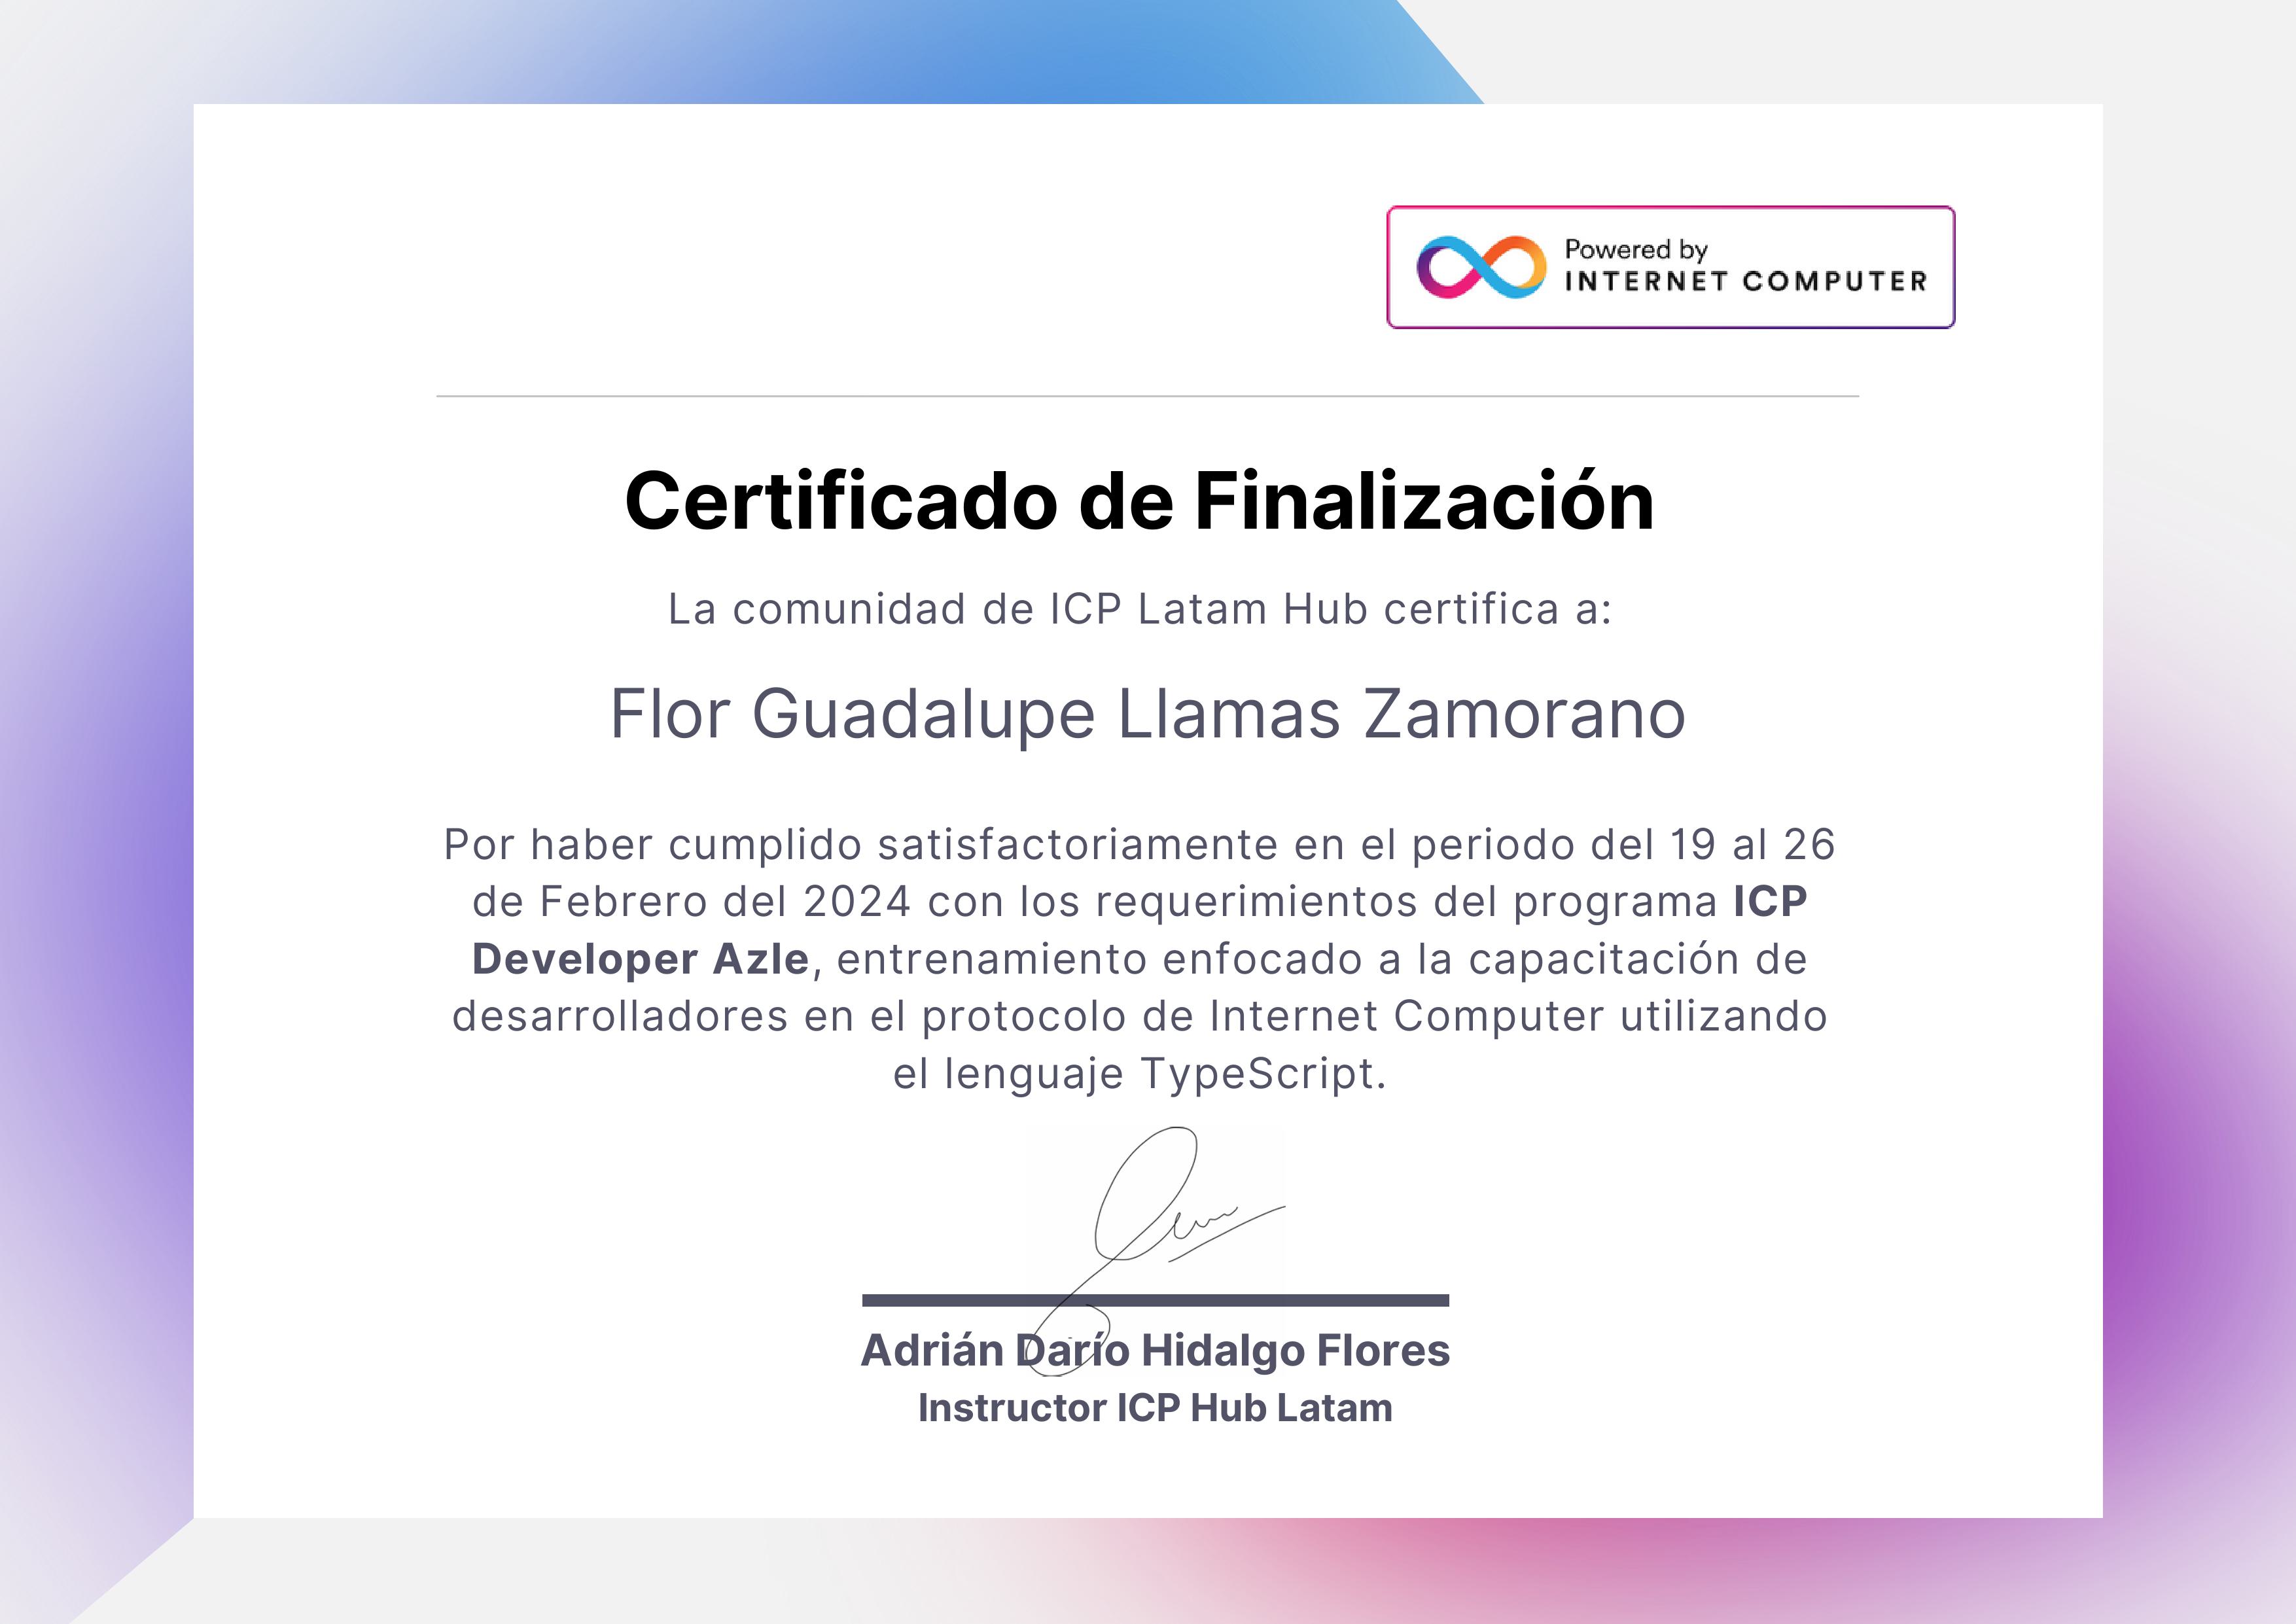 Powered by
INTERNET COMPUTER
Certificado de Finalización
La comunidad de ICP Latam Hub certifica a:
Flor Guadalupe Llamas Zamorano
Por haber cumplido satisfactoriamente en el periodo del 19 al 26
de Febrero del 2024 con los requerimientos del programa ICP
Developer Azle, entrenamiento enfocado a la capacitación de
desarrolladores en el protocolo de Internet Computer utilizando
el lenguaje TypeScript.
Adrián Darío Hidalgo Flores
Instructor ICP Hub Latam